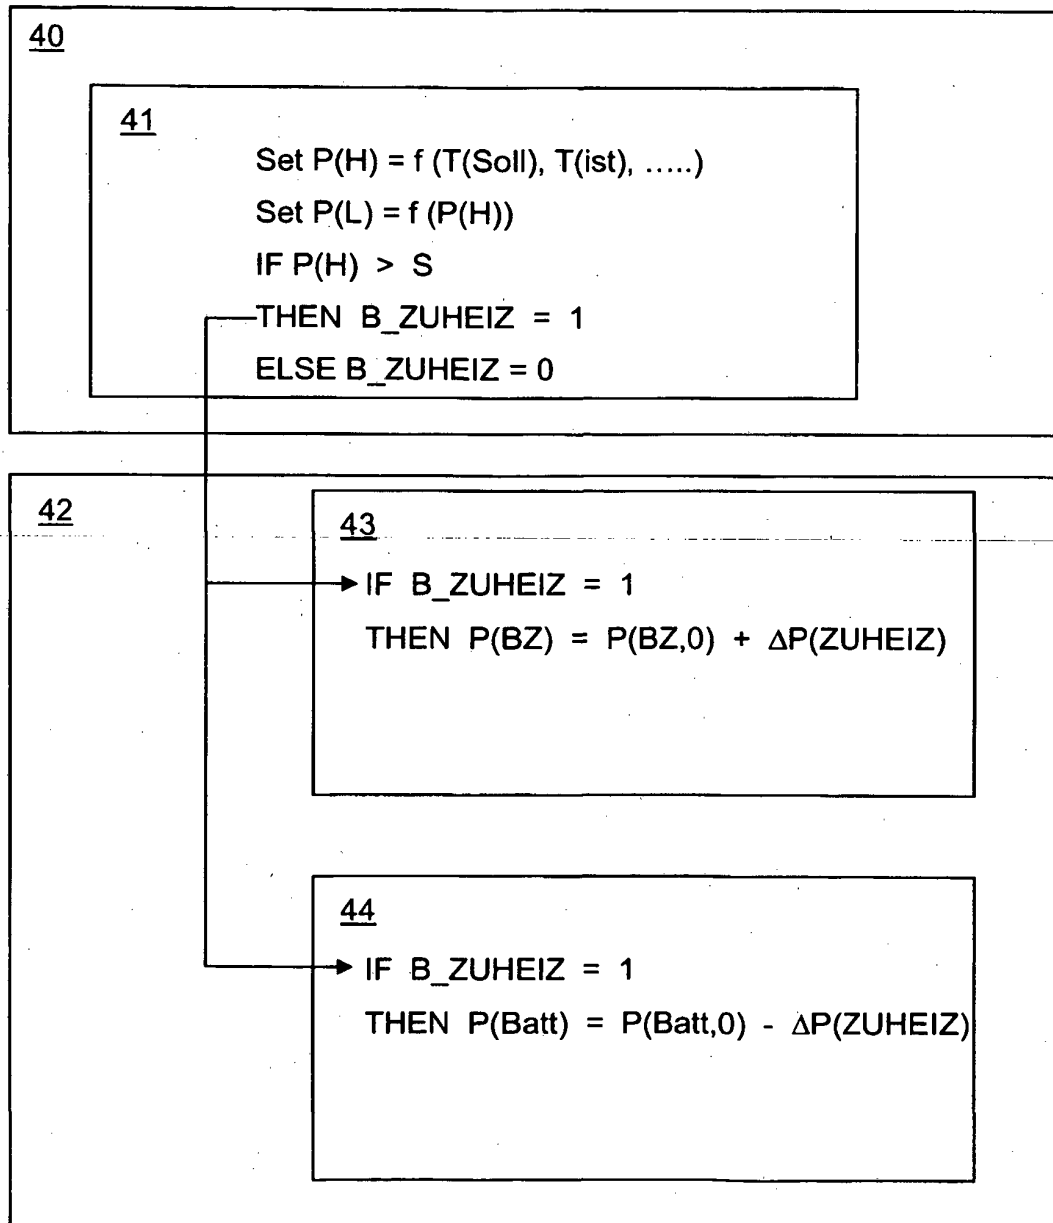 40
41
Set P(H) = f (T(Soll), T(ist), .....)
Set P(L) = f (P(H))
IF P(H) > S
THEN B_ZUHEIZ = 1
ELSE B_ZUHEIZ = 0
42
43
IF B_ZUHEIZ = 1
THEN P(BZ) = P(BZ,0) + ΔP(ZUHEIZ)
44
IF B_ZUHEIZ = 1
THEN P(Batt) = P(Batt,0) - ΔP(ZUHEIZ)